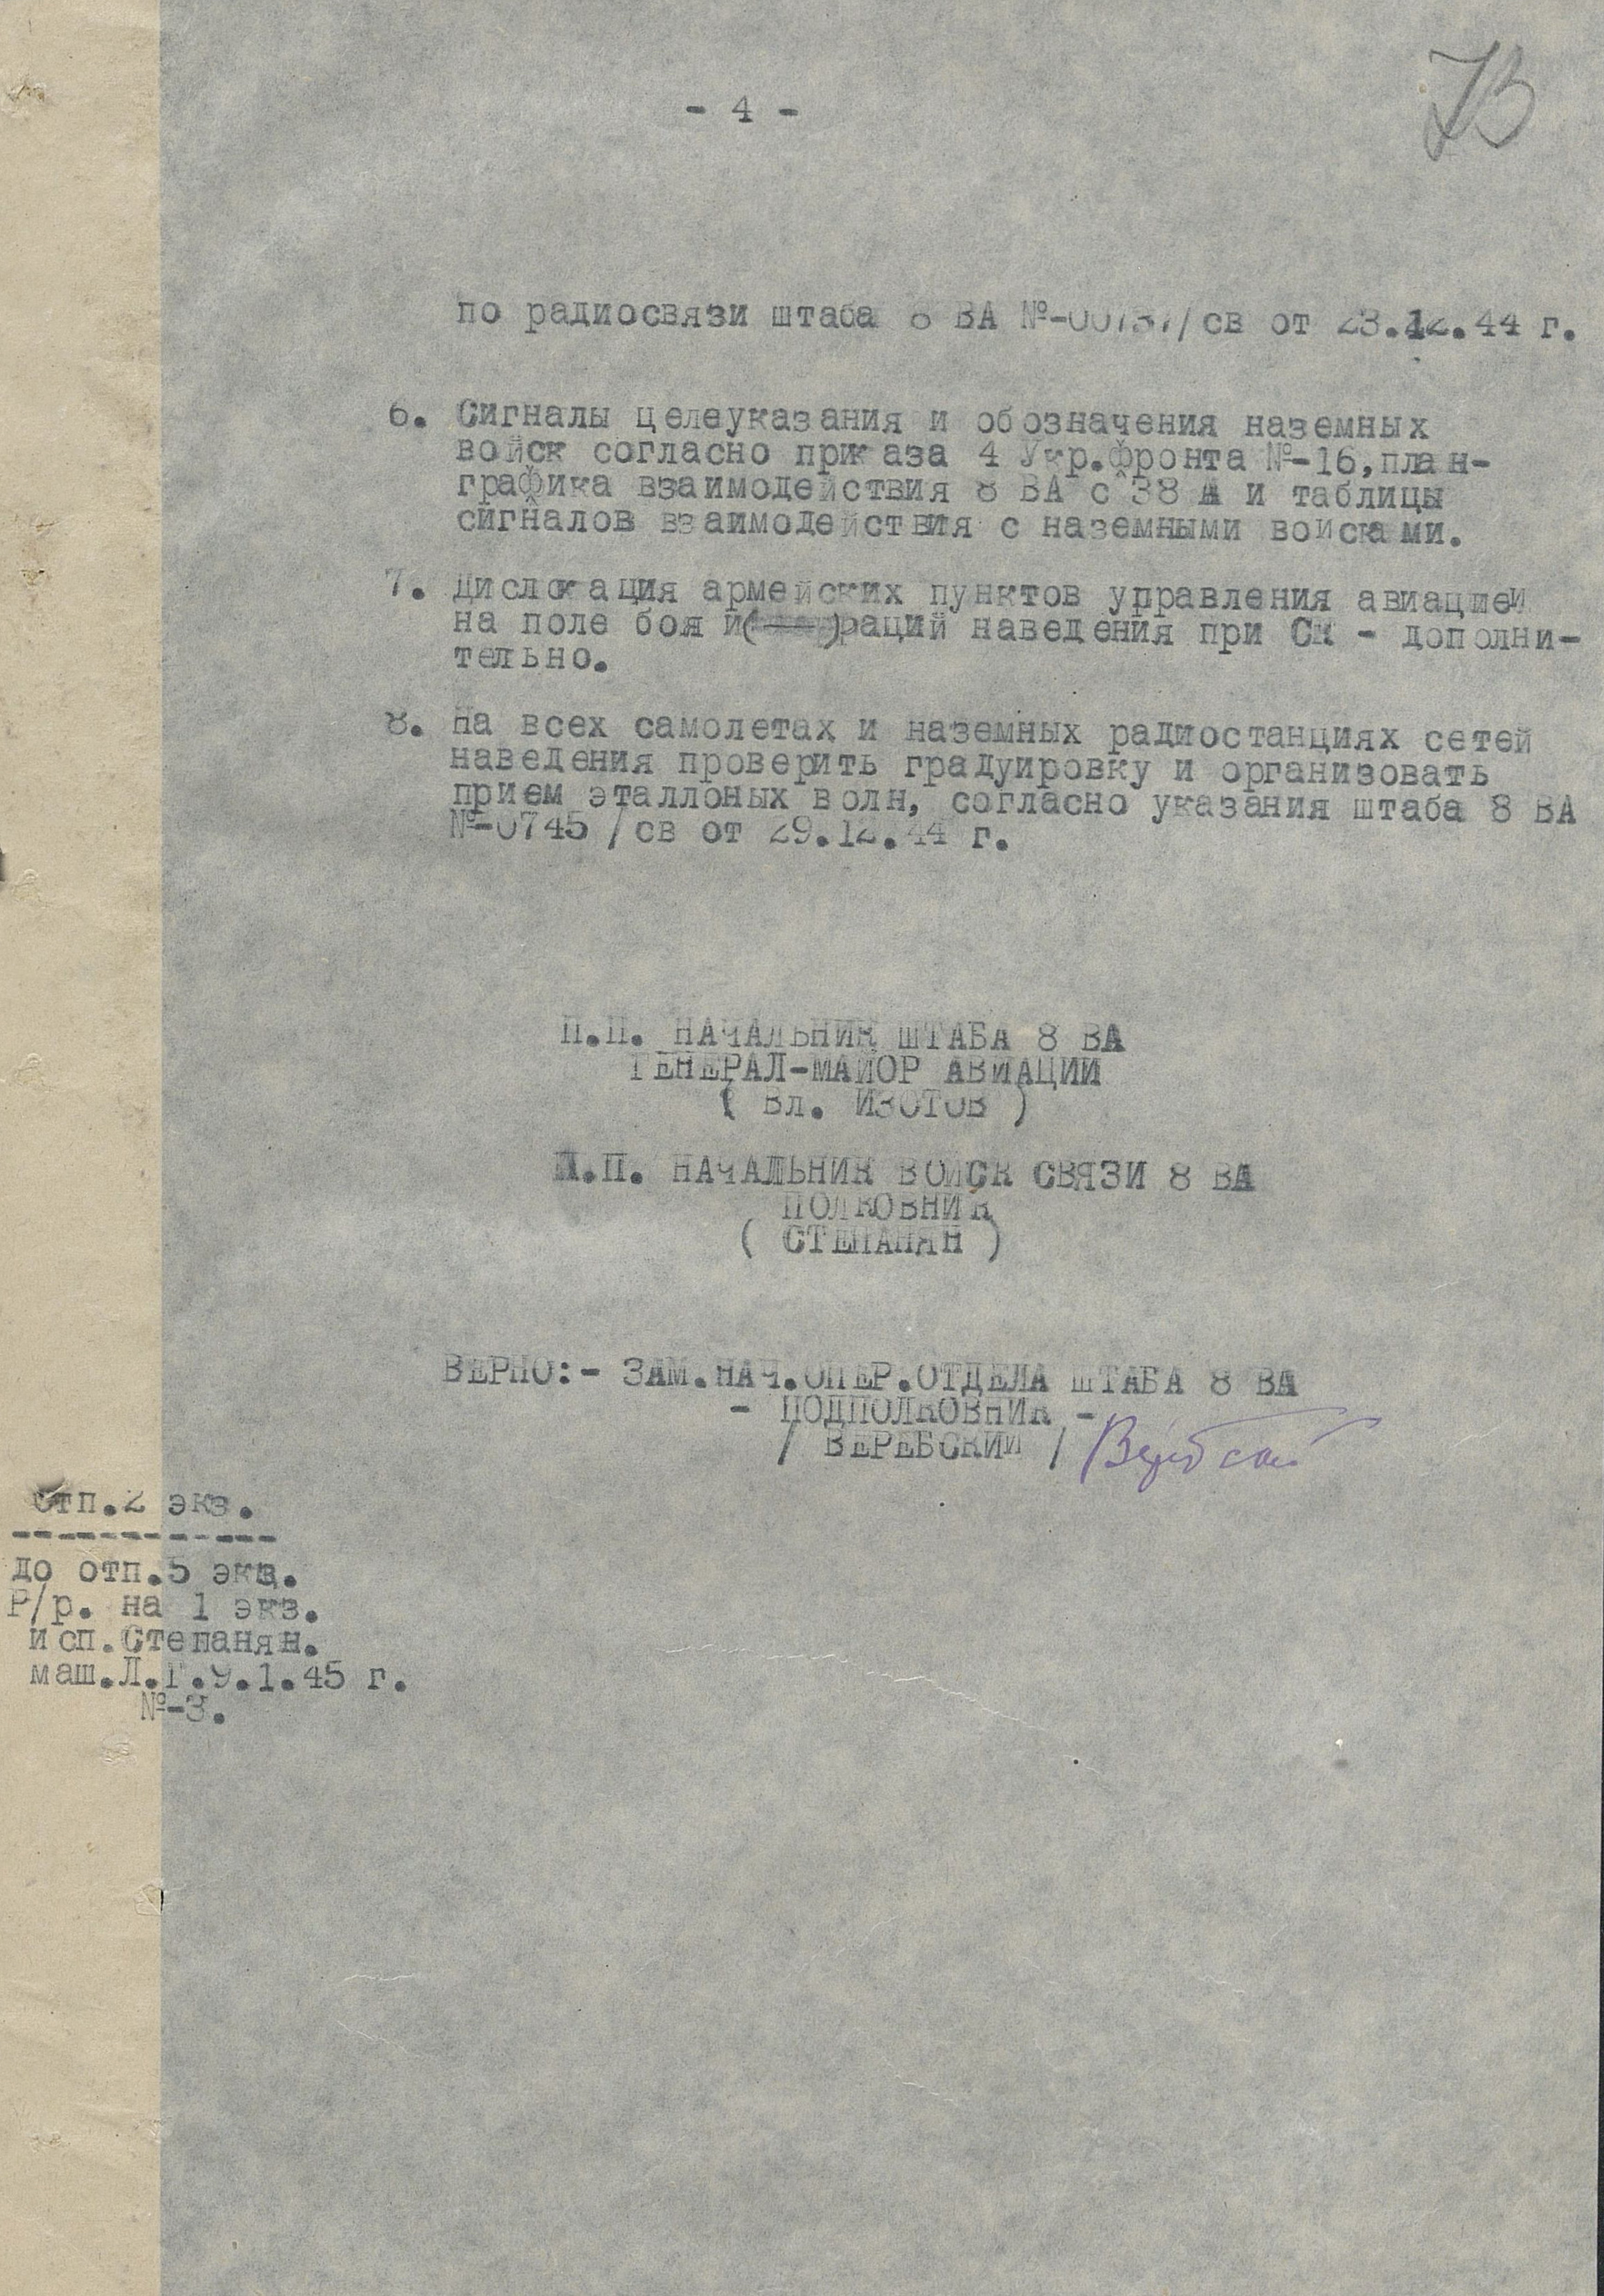 73
- 4 -
по радиосвязи штаба 8 ВА №-00737/св от 23.12.44 г.
6. Сигналы целеуказания и обозначения наземных
войск согласно приказа 4 Укр.фронта №-16,план-
графика взаимодействия 8 ВА с 38 А и таблицы
сигналов взаимодействия с наземными войсками.
7. Дислокация армейских пунктов управления авиацией
на поле боя и раций наведения при СК - дополни-
тельно.
8. На всех самолетах и наземных радиостанциях сетей
наведения проверить градуировку и организовать
прием эталлоных волн, согласно указания штаба 8 ВА
№-0745/св от 29.12.44 г.
П.П. НАЧАЛЬНИК ШТАБА 8 ВА
ГЕНЕРАЛ-МАЙОР АВИАЦИИ
( Вл. ИЗОТОВ )
П.П. НАЧАЛЬНИК ВОЙСК СВЯЗИ 8 ВА
ПОЛКОВНИК
( СТЕПАНЯН )
ВЕРНО:- ЗАМ.НАЧ.ОПЕР.ОТДЕЛА ШТАБА 8 ВА
- ПОДПОЛКОВНИК -
/ ВЕРЕБСКИЙ /
Отп.2 экз.
до отп.5 экз.
Р/р. на 1 экз.
исп.Степанян.
маш.Л.Г.9.1.45 г.
№-3.